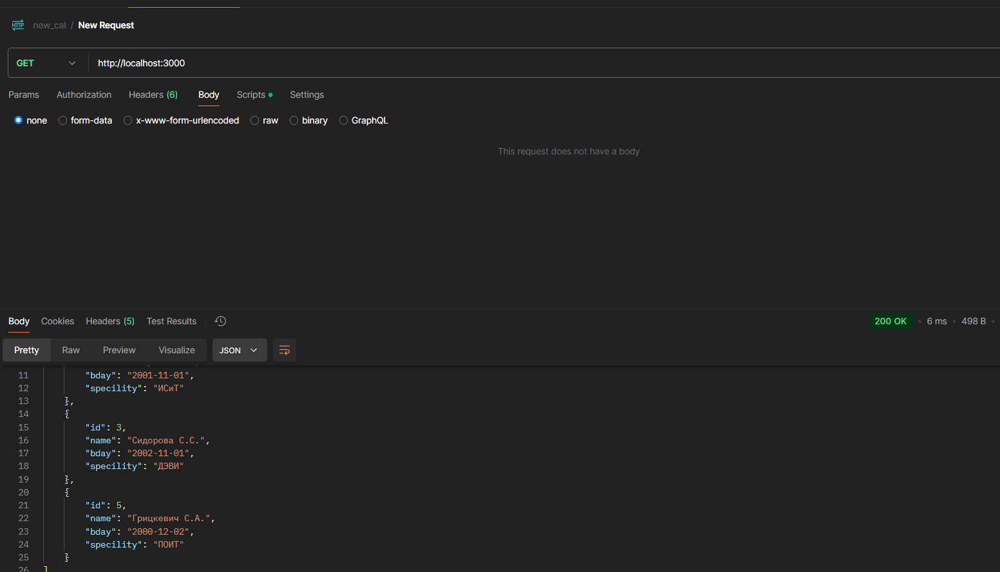 HTTP new_cal / New Request
GET http://localhost:3000
Params Authorization Headers (6) Body Scripts Settings
none form-data x-www-form-urlencoded raw binary GraphQL
This request does not have a body
Body Cookies Headers (5) Test Results 200 OK 6 ms 498 B
Pretty Raw Preview Visualize JSON
11 "bday": "2001-11-01",
12 "specility": "ИСиТ"
13 },
14 {
15 "id": 3,
16 "name": "Сидорова С.С.",
17 "bday": "2002-11-01",
18 "specility": "ДЭВИ"
19 },
20 {
21 "id": 5,
22 "name": "Грицкевич С.А.",
23 "bday": "2000-12-02",
24 "specility": "ПОИТ"
25 }
26 ]